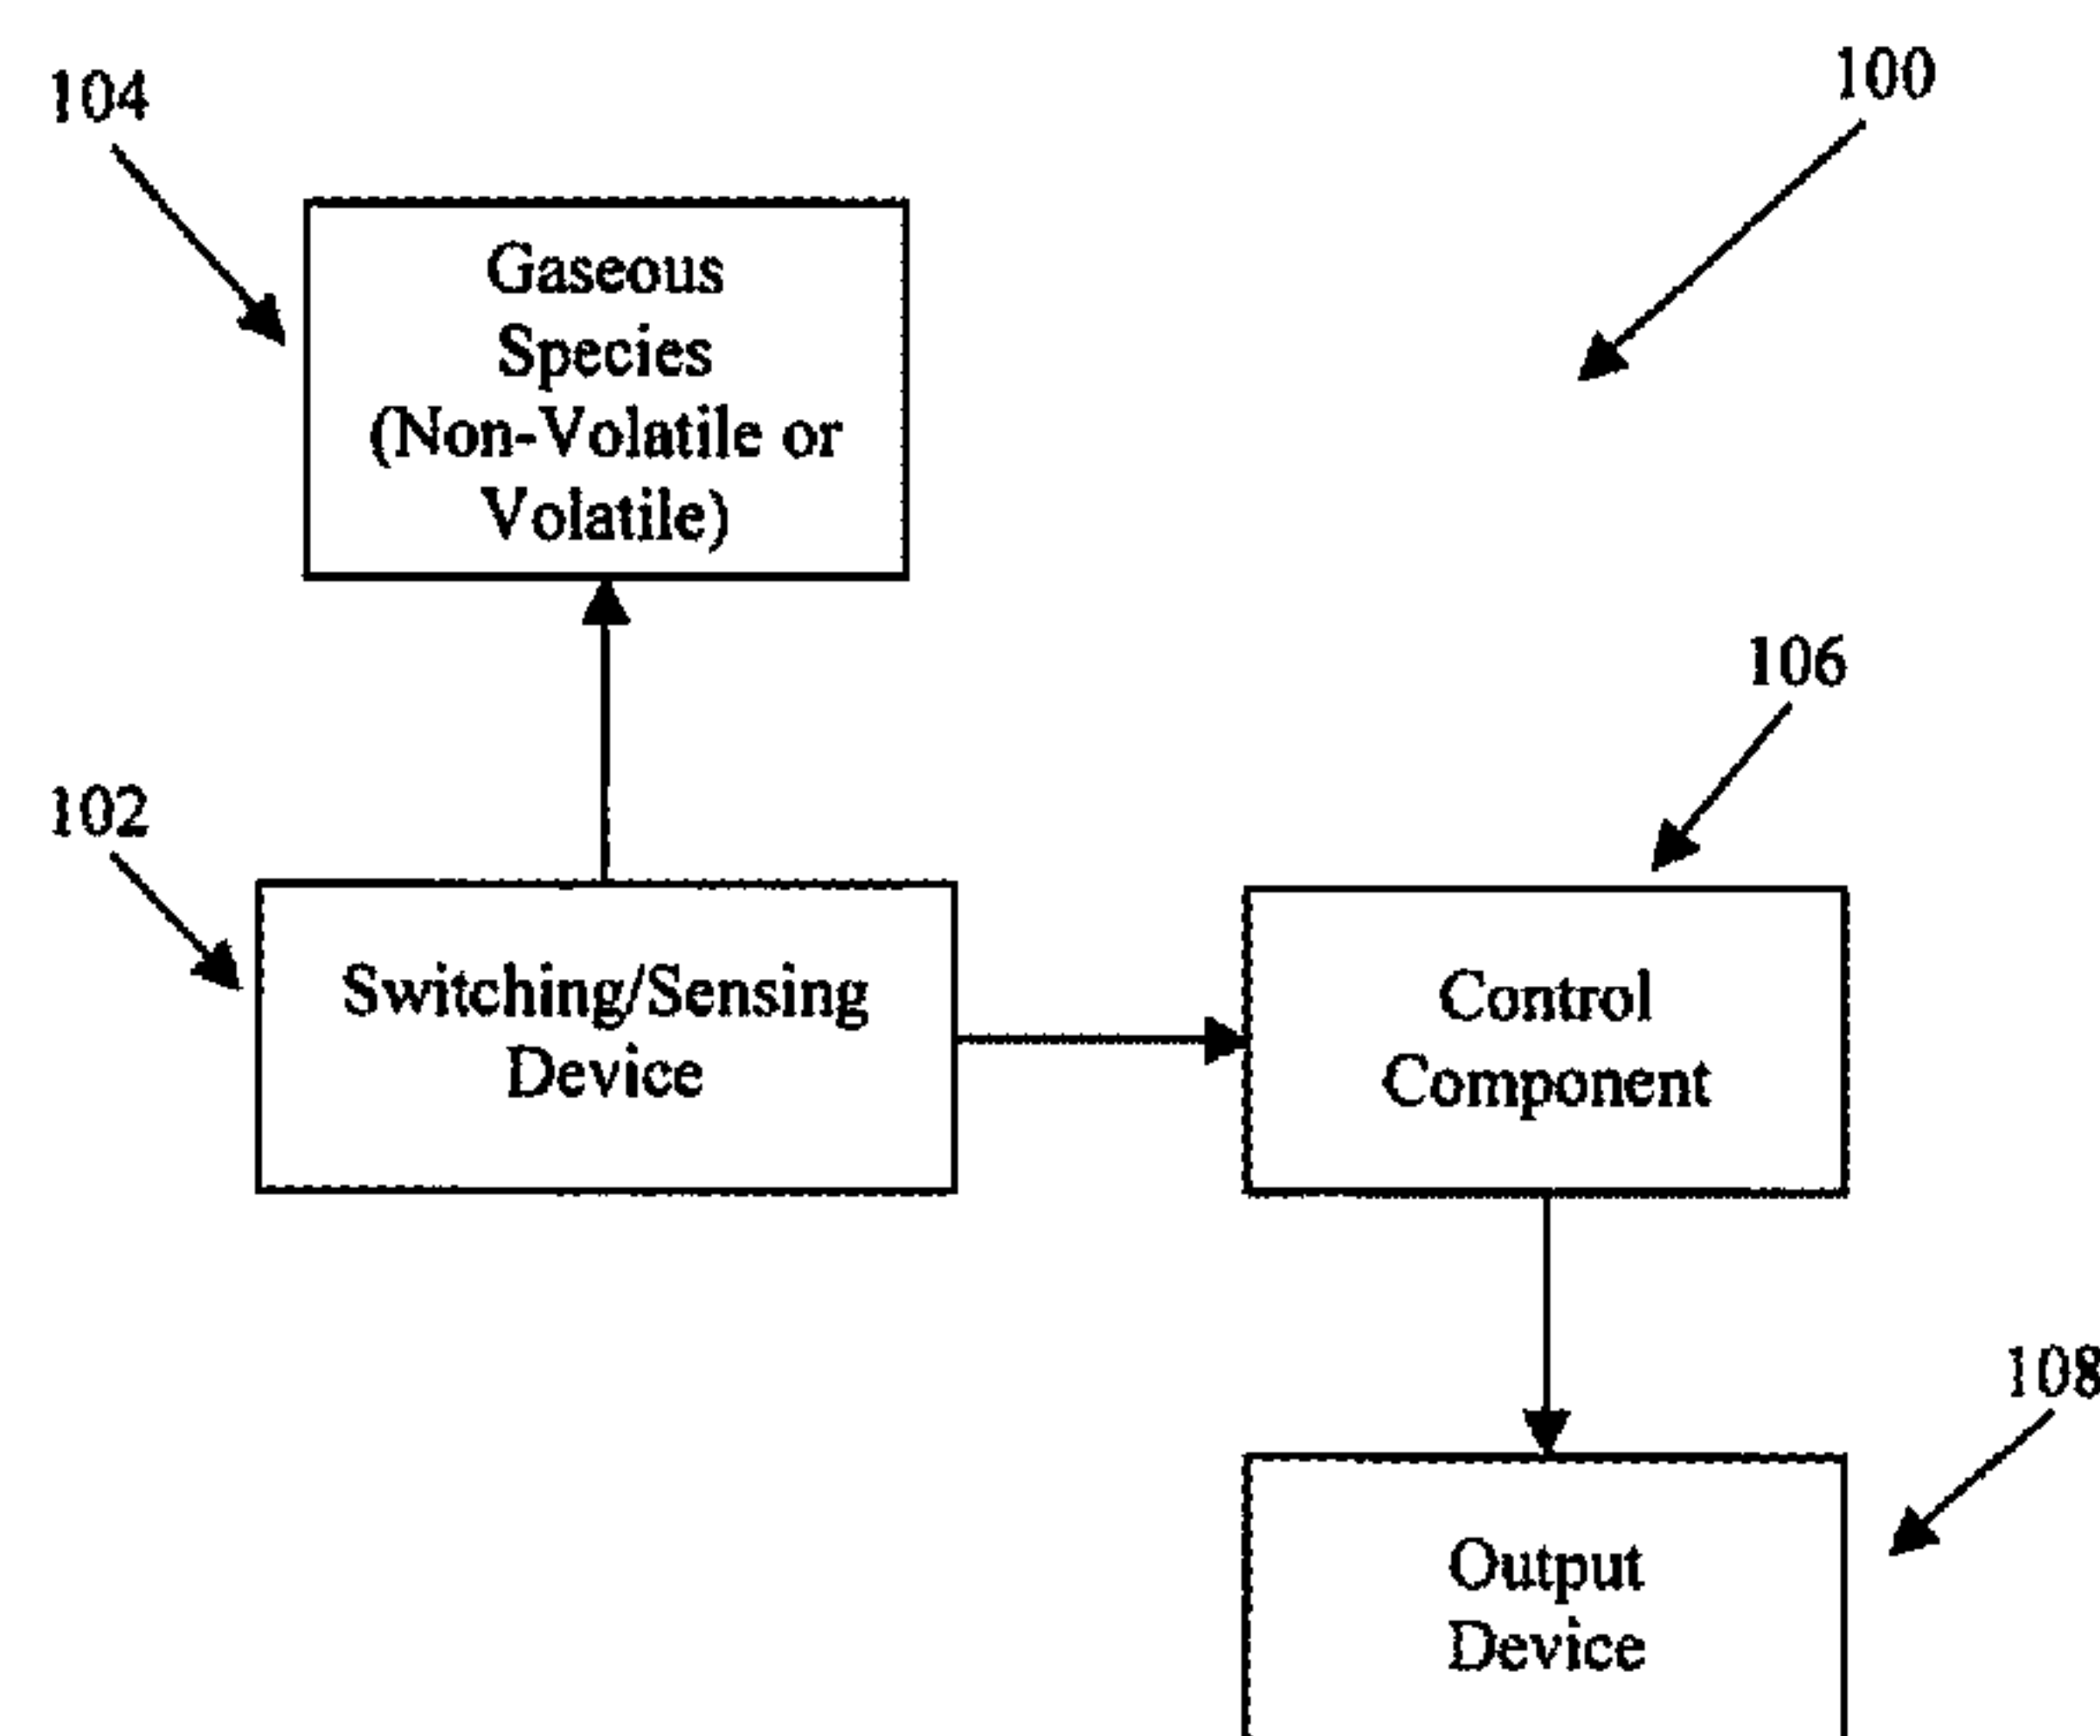 104
100
Gaseous
Species
(Non-Volatile or
Volatile)
106
102
Switching/Sensing
Device
Control
Component
108
Output
Device